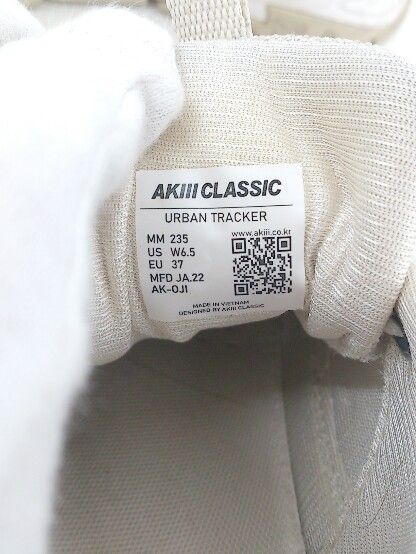 AKIII CLASSIC
URBAN TRACKER
MM 235
US W6.5
EU 37
MFD JA.22
AK-OJ1
www.akiii.co.kr
MADE IN VIETNAM
DESIGNED BY AKIII CLASSIC